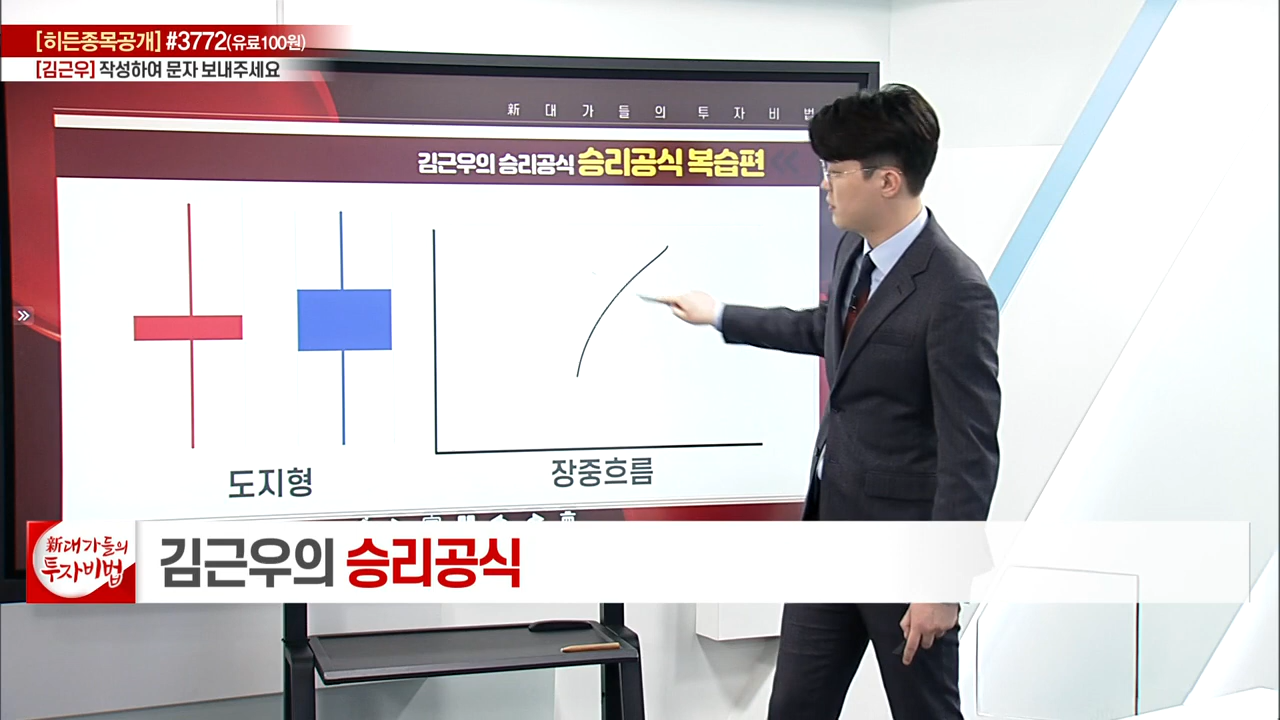 [히든종목공개] #3772(유료100원)
[김근우] 작성하여 문자 보내주세요
新 대 가 들 의 투 자 비 법
김근우의 승리공식 승리공식 복습편
도지형
장중흐름
新대가들의
투자비법
김근우의 승리공식